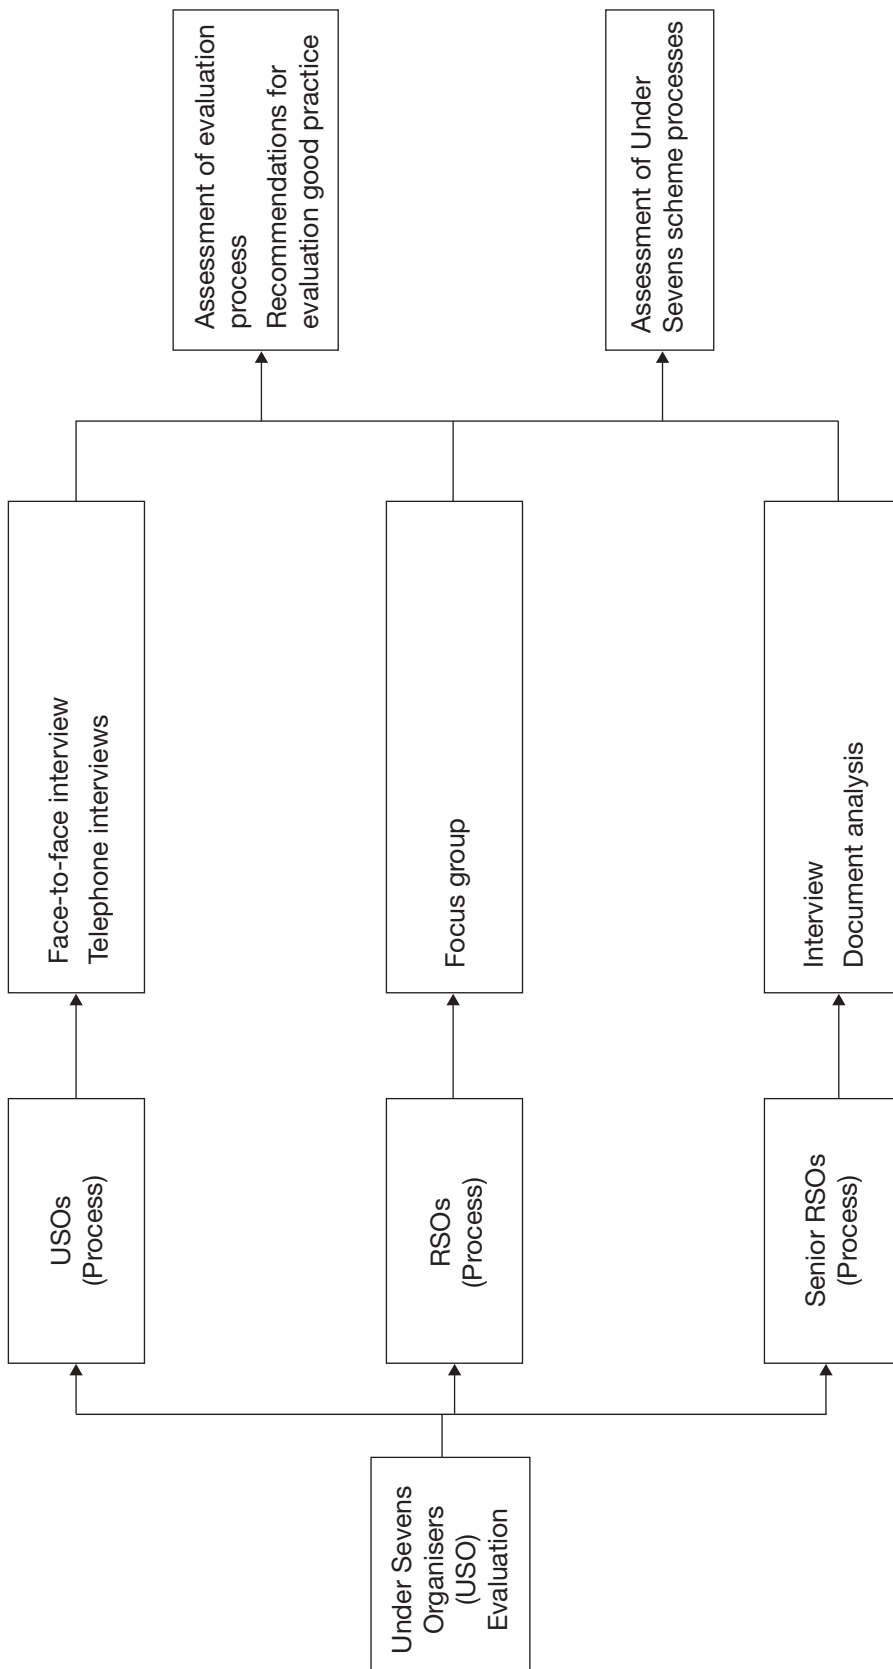 Under Sevens
Organisers
(USO)
Evaluation
USOs
(Process)
RSOs
(Process)
Senior RSOs
(Process)
Face-to-face interview
Telephone interviews
Focus group
Interview
Document analysis
Assessment of evaluation
process
Recommendations for
evaluation good practice
Assessment of Under
Sevens scheme processes